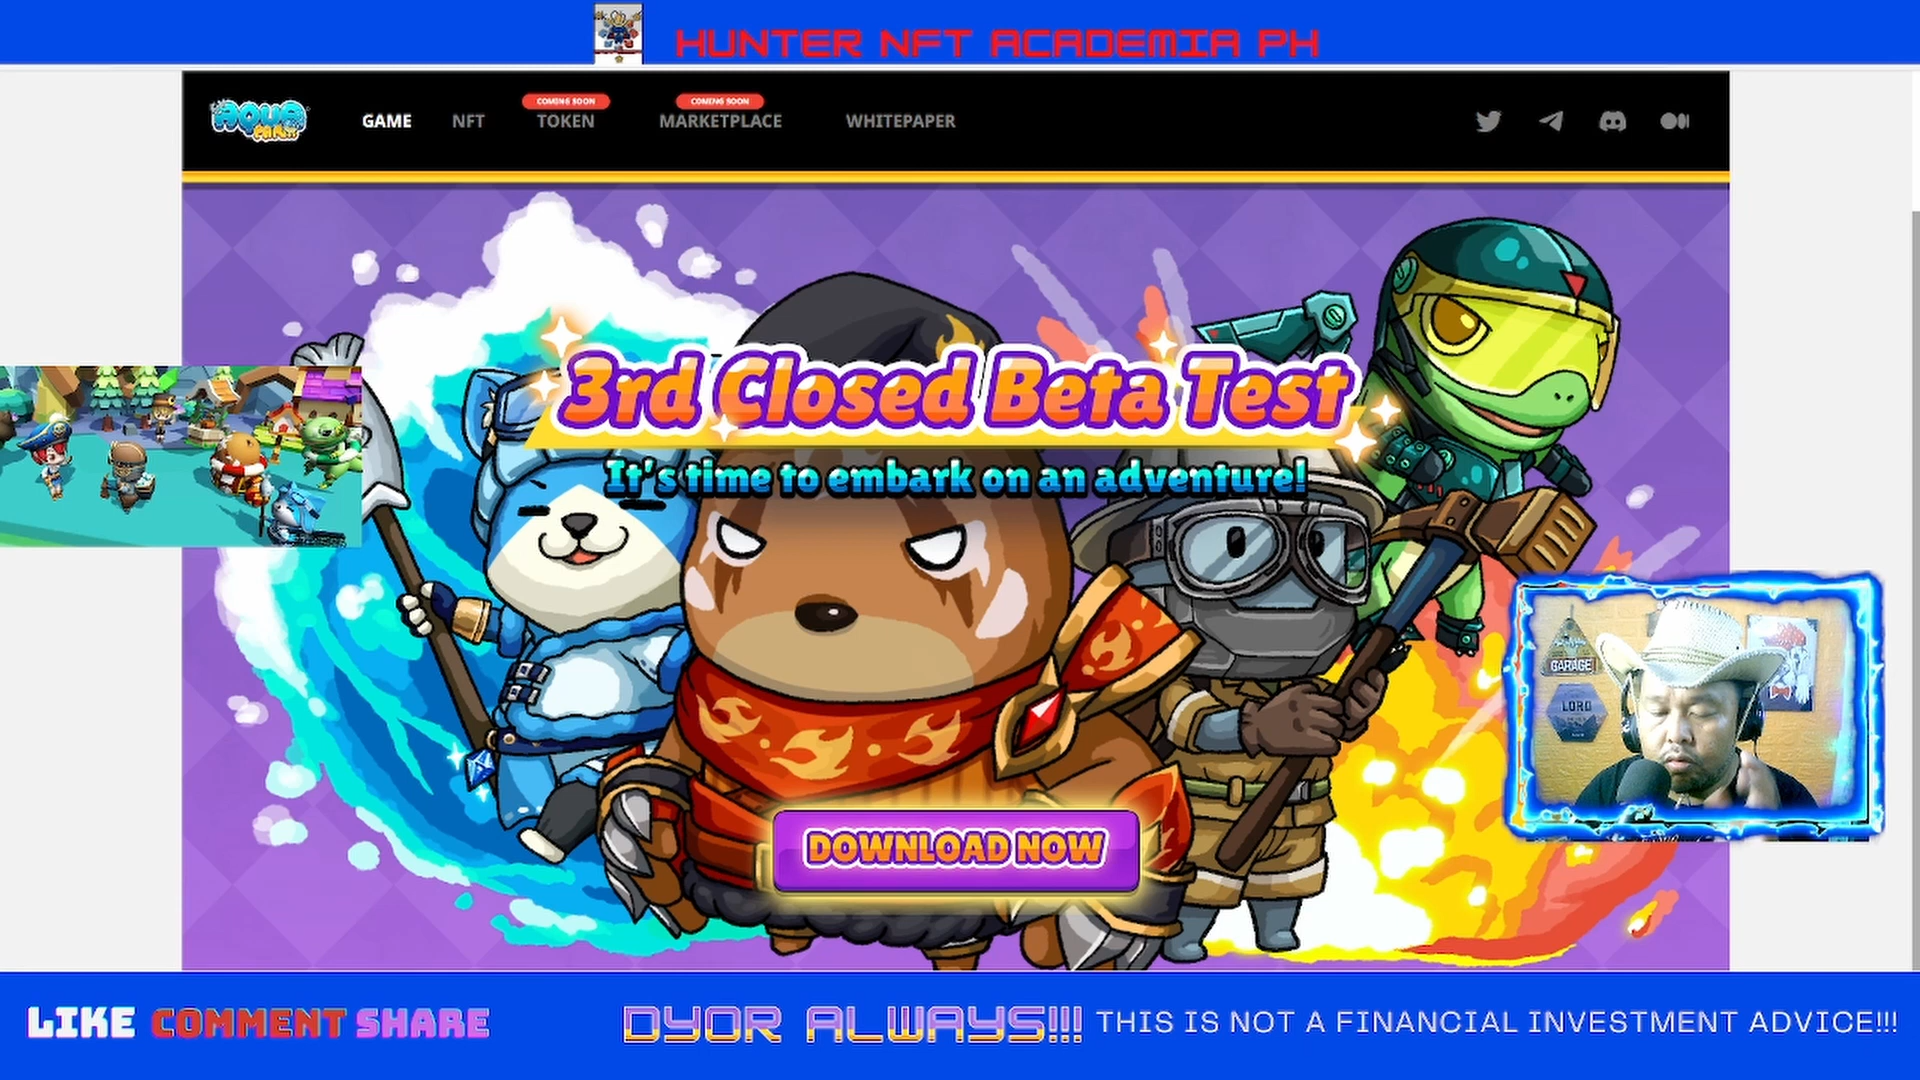 HUNTER NFT ACADEMIA PH
AQUA
PARK
GAME
NFT
COMING SOON
TOKEN
COMING SOON
MARKETPLACE
WHITEPAPER
3rd Closed Beta Test
It's time to embark on an adventure!
GARAGE
LORD
DOWNLOAD NOW
LIKE COMMENT SHARE
DYOR ALWAYS!!! THIS IS NOT A FINANCIAL INVESTMENT ADVICE!!!